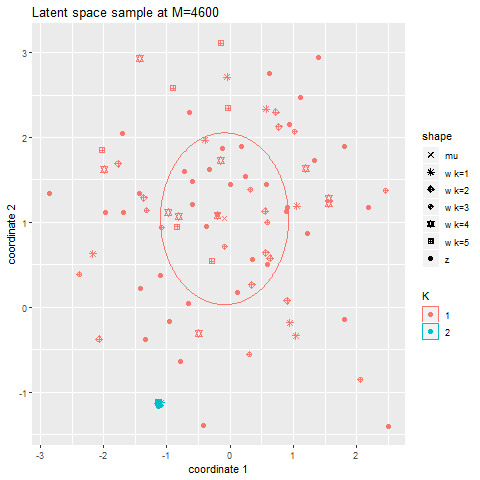 Latent space sample at M=4600
3
2
1
0
-1
coordinate 2
-3
-2
-1
0
1
2
coordinate 1
shape
mu
w k=1
w k=2
w k=3
w k=4
w k=5
z
K
1
2